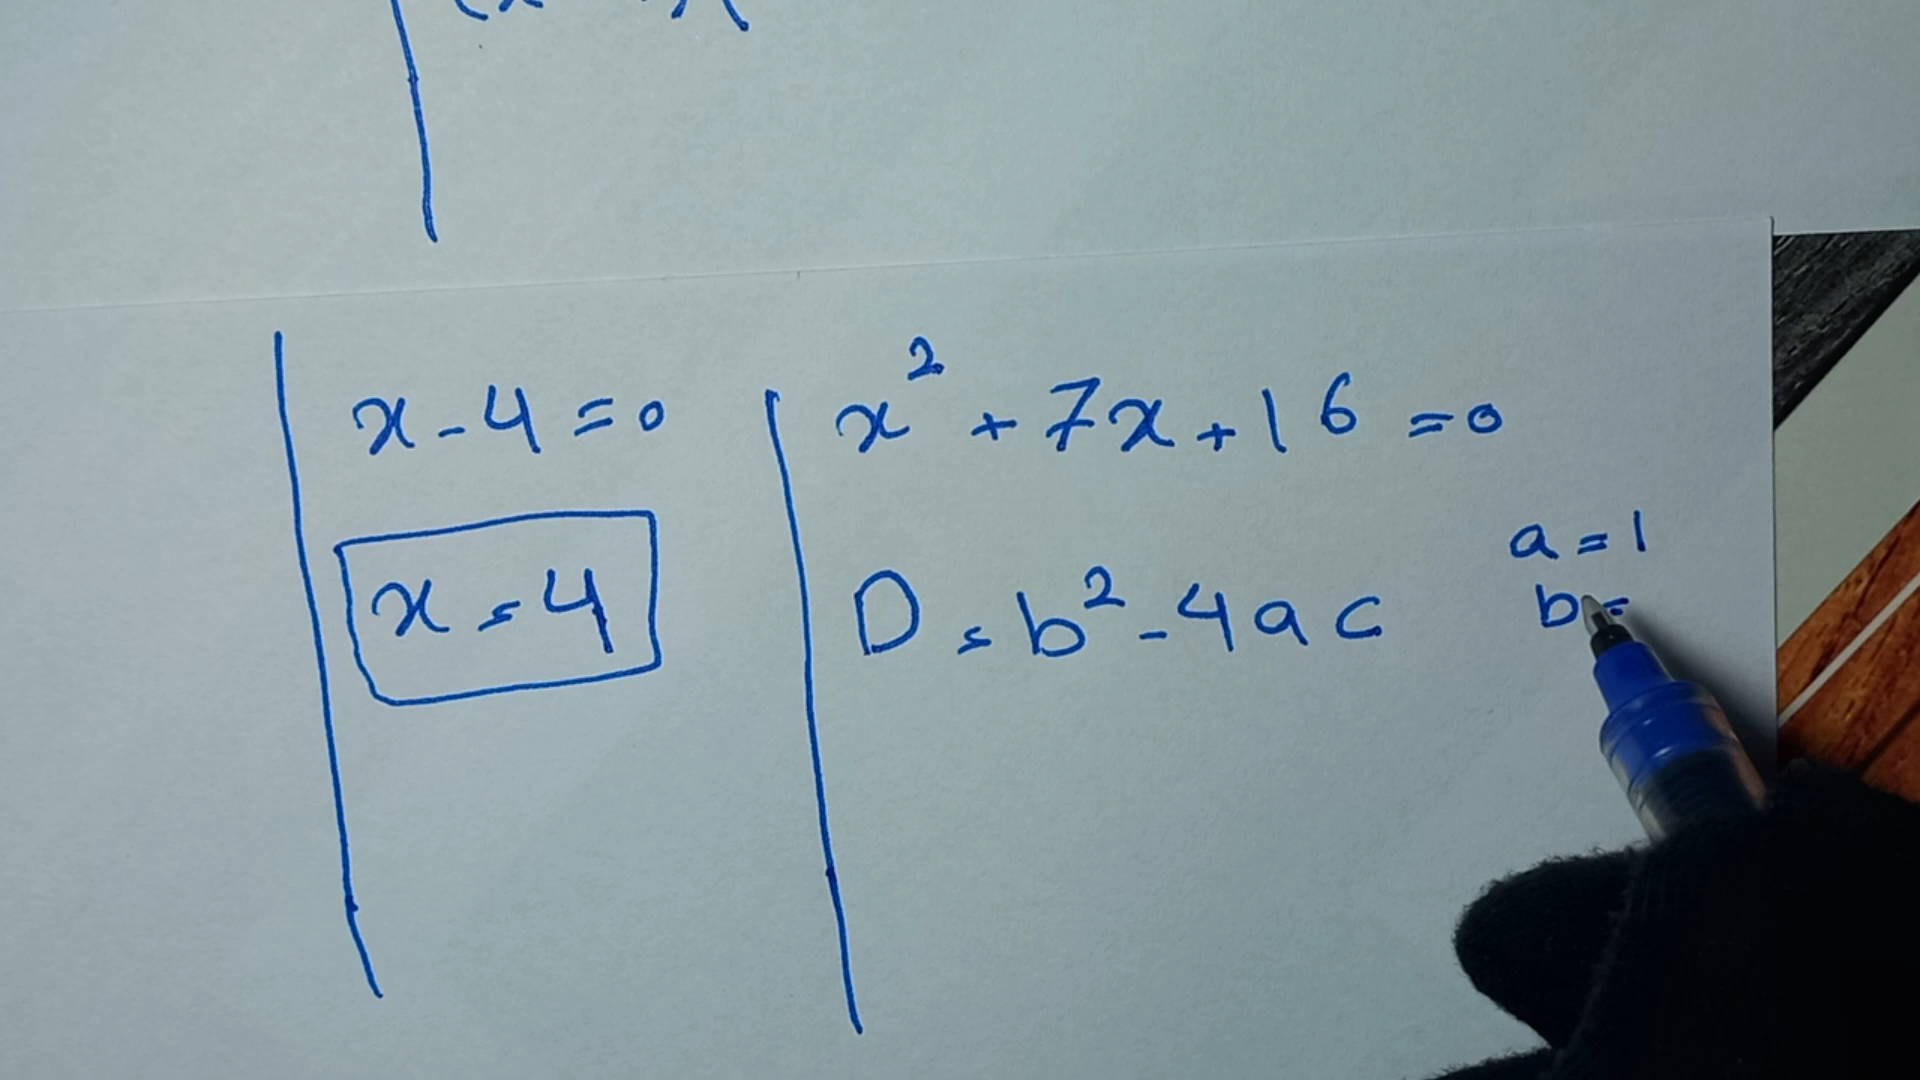 x - 4 = 0
x² + 7x + 16 = 0
x = 4
D = b² - 4ac
a = 1
b =